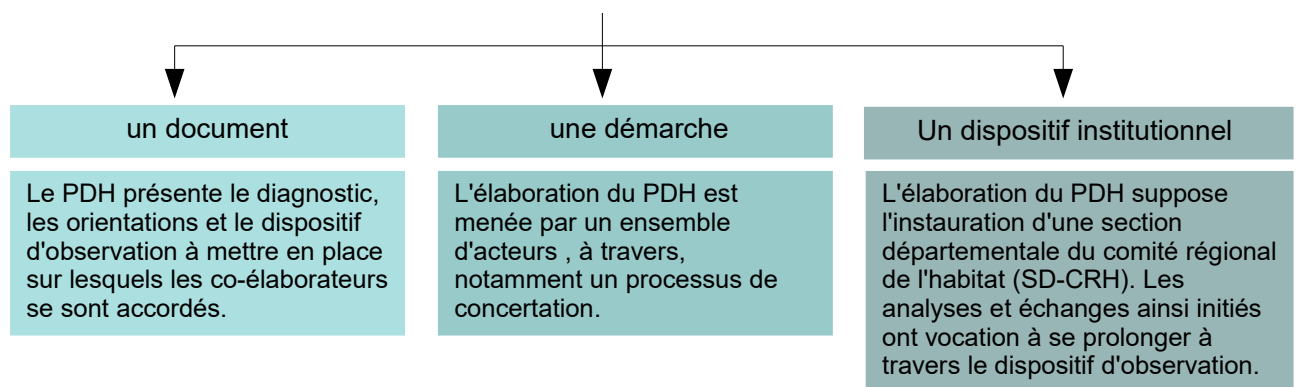 un document
Le PDH présente le diagnostic,
les orientations et le dispositif
d'observation à mettre en place
sur lesquels les co-élaborateurs
se sont accordés.
une démarche
L'élaboration du PDH est
menée par un ensemble
d'acteurs , à travers,
notamment un processus de
concertation.
Un dispositif institutionnel
L'élaboration du PDH suppose
l'instauration d'une section
départementale du comité régional
de l'habitat (SD-CRH). Les
analyses et échanges ainsi initiés
ont vocation à se prolonger à
travers le dispositif d'observation.